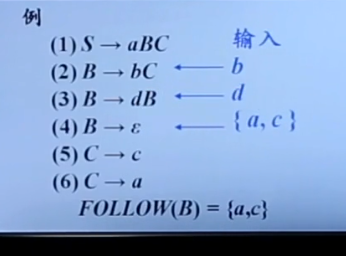 例
(1) S → aBC 输入
(2) B → bC ← b
(3) B → dB ← d
(4) B → ε ← { a, c }
(5) C → c
(6) C → a
FOLLOW(B) = {a,c}